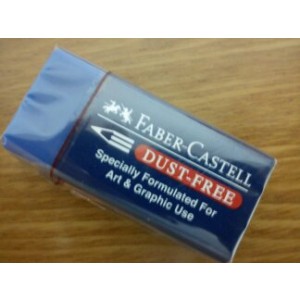 FABER-CASTELL
DUST-FREE
Specially Formulated For
Art & Graphic Use